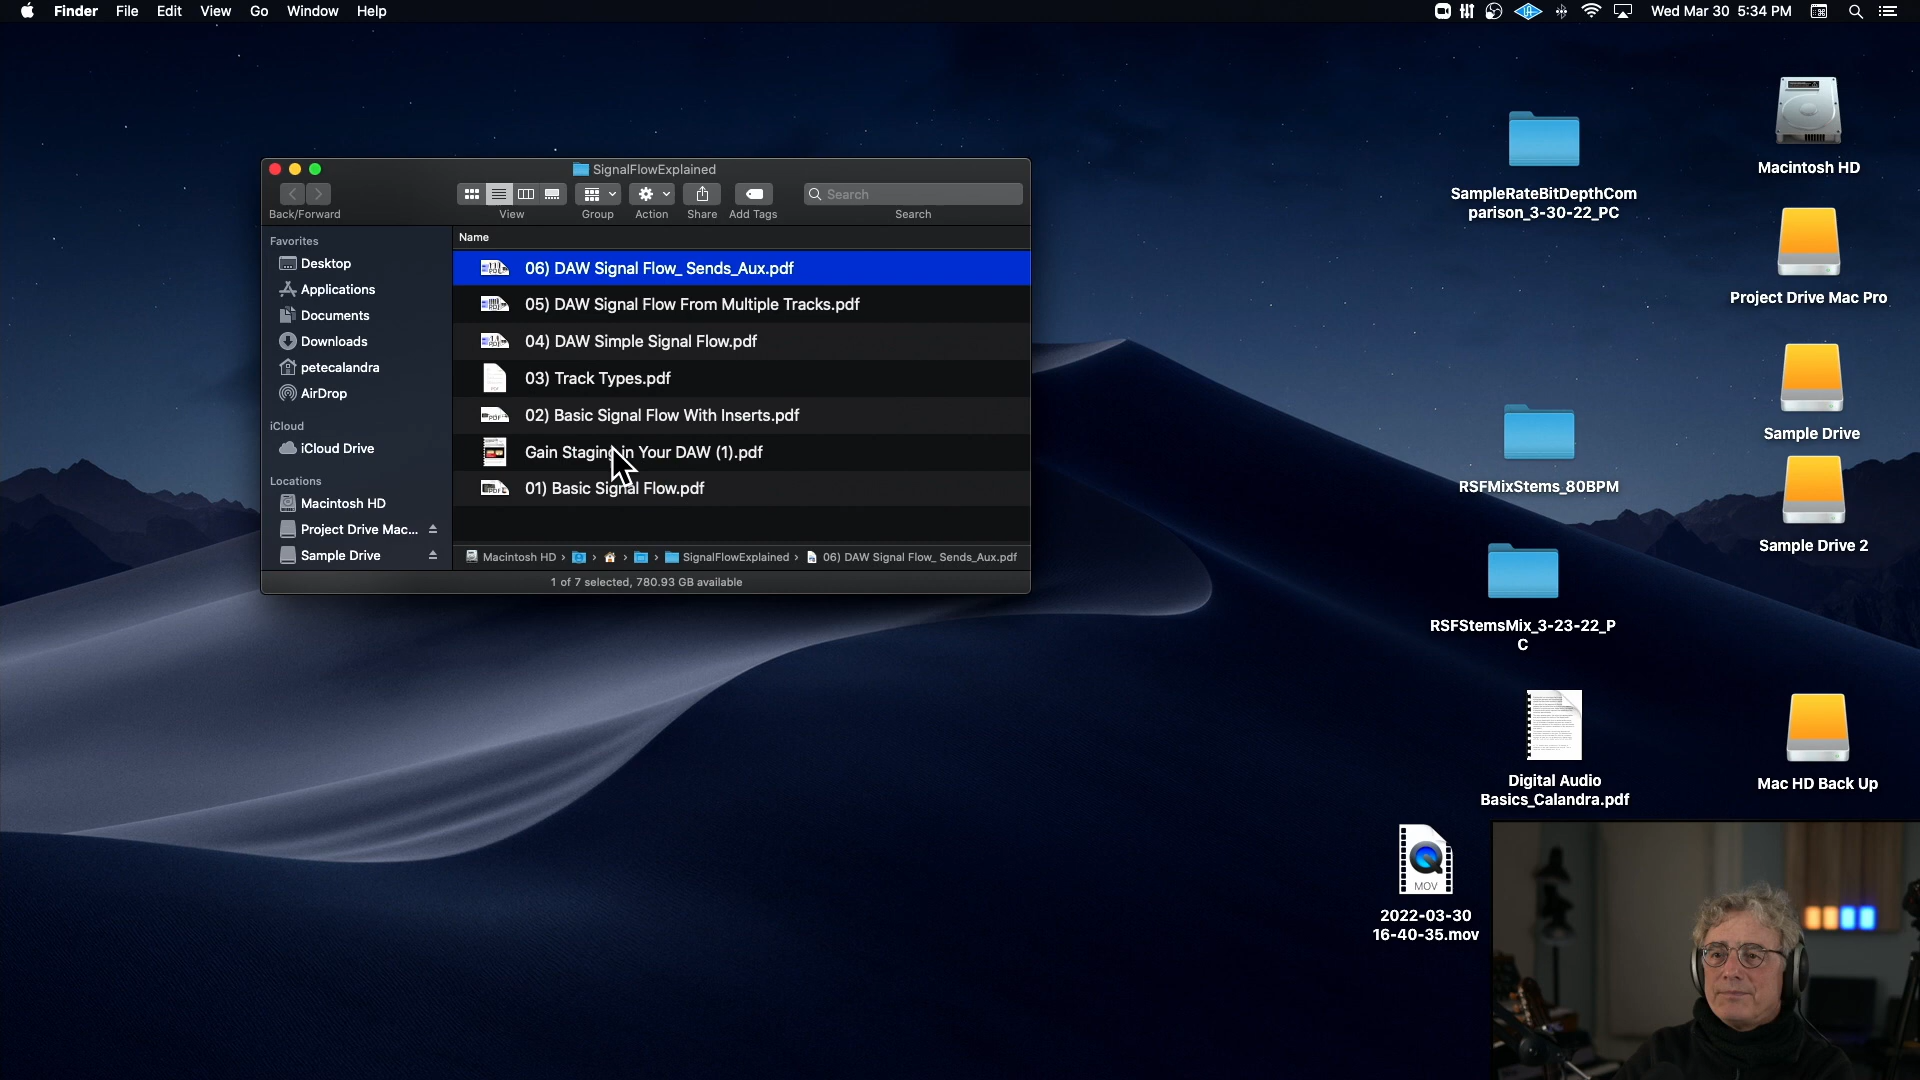 Finder File Edit View Go Window Help
Wed Mar 30 5:34 PM
SignalFlowExplained
Search
Back/Forward
View Group Action Share Add Tags Search
Favorites
Desktop
Applications
Documents
Downloads
petecalandra
AirDrop
iCloud
iCloud Drive
Locations
Macintosh HD
Project Drive Mac...
Sample Drive
Name
06) DAW Signal Flow_ Sends_Aux.pdf
05) DAW Signal Flow From Multiple Tracks.pdf
04) DAW Simple Signal Flow.pdf
03) Track Types.pdf
02) Basic Signal Flow With Inserts.pdf
Gain Staging in Your DAW (1).pdf
01) Basic Signal Flow.pdf
Macintosh HD › › › › SignalFlowExplained › 06) DAW Signal Flow_ Sends_Aux.pdf
1 of 7 selected, 780.93 GB available
SampleRateBitDepthCom
parison_3-30-22_PC
RSFMixStems_80BPM
RSFStemsMix_3-23-22_P
C
Digital Audio
Basics_Calandra.pdf
MOV
2022-03-30
16-40-35.mov
Macintosh HD
Project Drive Mac Pro
Sample Drive
Sample Drive 2
Mac HD Back Up